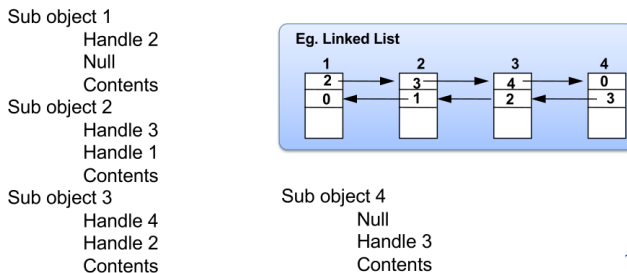 Sub object 1
Handle 2
Null
Contents
Sub object 2
Handle 3
Handle 1
Contents
Sub object 3
Handle 4
Handle 2
Contents
Eg. Linked List
1 2 3 4
2 3 4 0
0 1 2 3
Sub object 4
Null
Handle 3
Contents